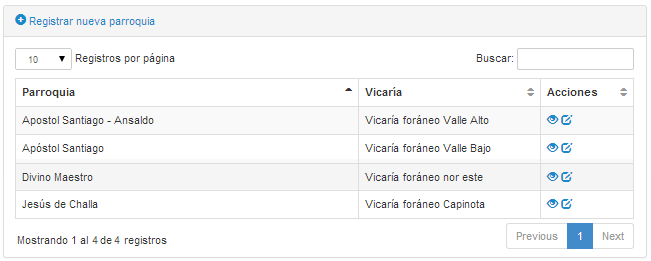 Registrar nueva parroquia
10 Registros por página Buscar:
Parroquia Vicaría Acciones
Apostol Santiago - Ansaldo Vicaría foráneo Valle Alto
Apóstol Santiago Vicaría foráneo Valle Bajo
Divino Maestro Vicaría foráneo nor este
Jesús de Challa Vicaría foráneo Capinota
Mostrando 1 al 4 de 4 registros Previous 1 Next